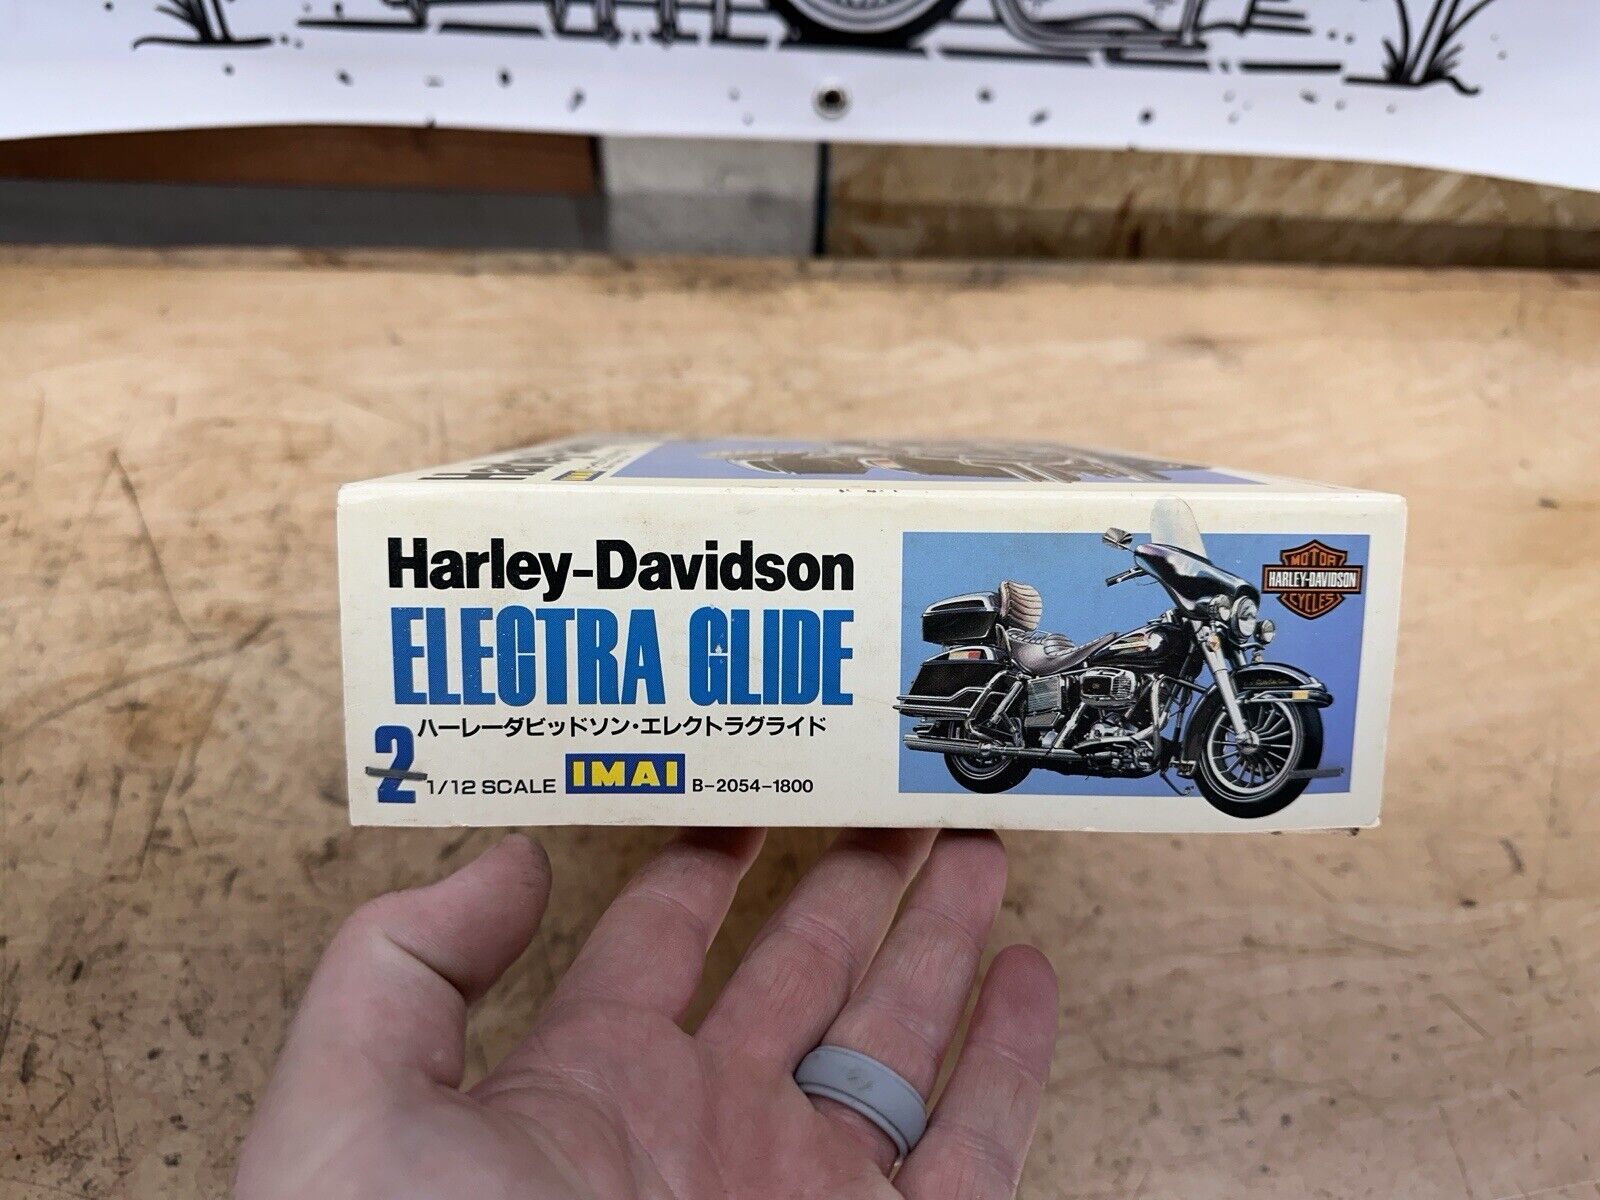 Harley-Davidson
ELECTRA GLIDE
ハーレーダビッドソン・エレクトラグライド
2
1/12 SCALE IMAI B-2054-1800
MOTOR
HARLEY-DAVIDSON
CYCLES